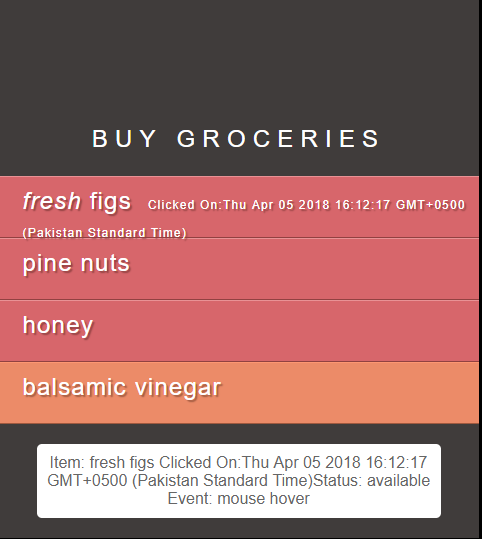 BUY GROCERIES
fresh figs Clicked On:Thu Apr 05 2018 16:12:17 GMT+0500
(Pakistan Standard Time)
pine nuts
honey
balsamic vinegar
Item: fresh figs Clicked On:Thu Apr 05 2018 16:12:17
GMT+0500 (Pakistan Standard Time)Status: available
Event: mouse hover